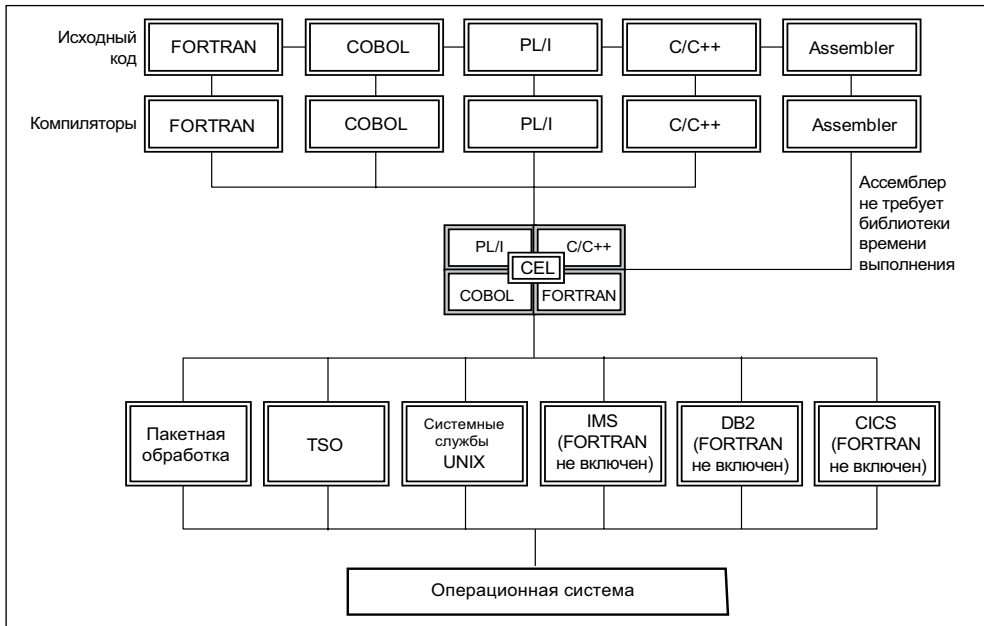 Исходный
код
FORTRAN
COBOL
PL/I
C/C++
Assembler
Компиляторы
FORTRAN
COBOL
PL/I
C/C++
Assembler
Ассемблер
не требует
библиотеки
времени
выполнения
PL/I
C/C++
CEL
COBOL
FORTRAN
Пакетная
обработка
TSO
Системные
службы
UNIX
IMS
(FORTRAN
не включен)
DB2
(FORTRAN
не включен)
CICS
(FORTRAN
не включен)
Операционная система